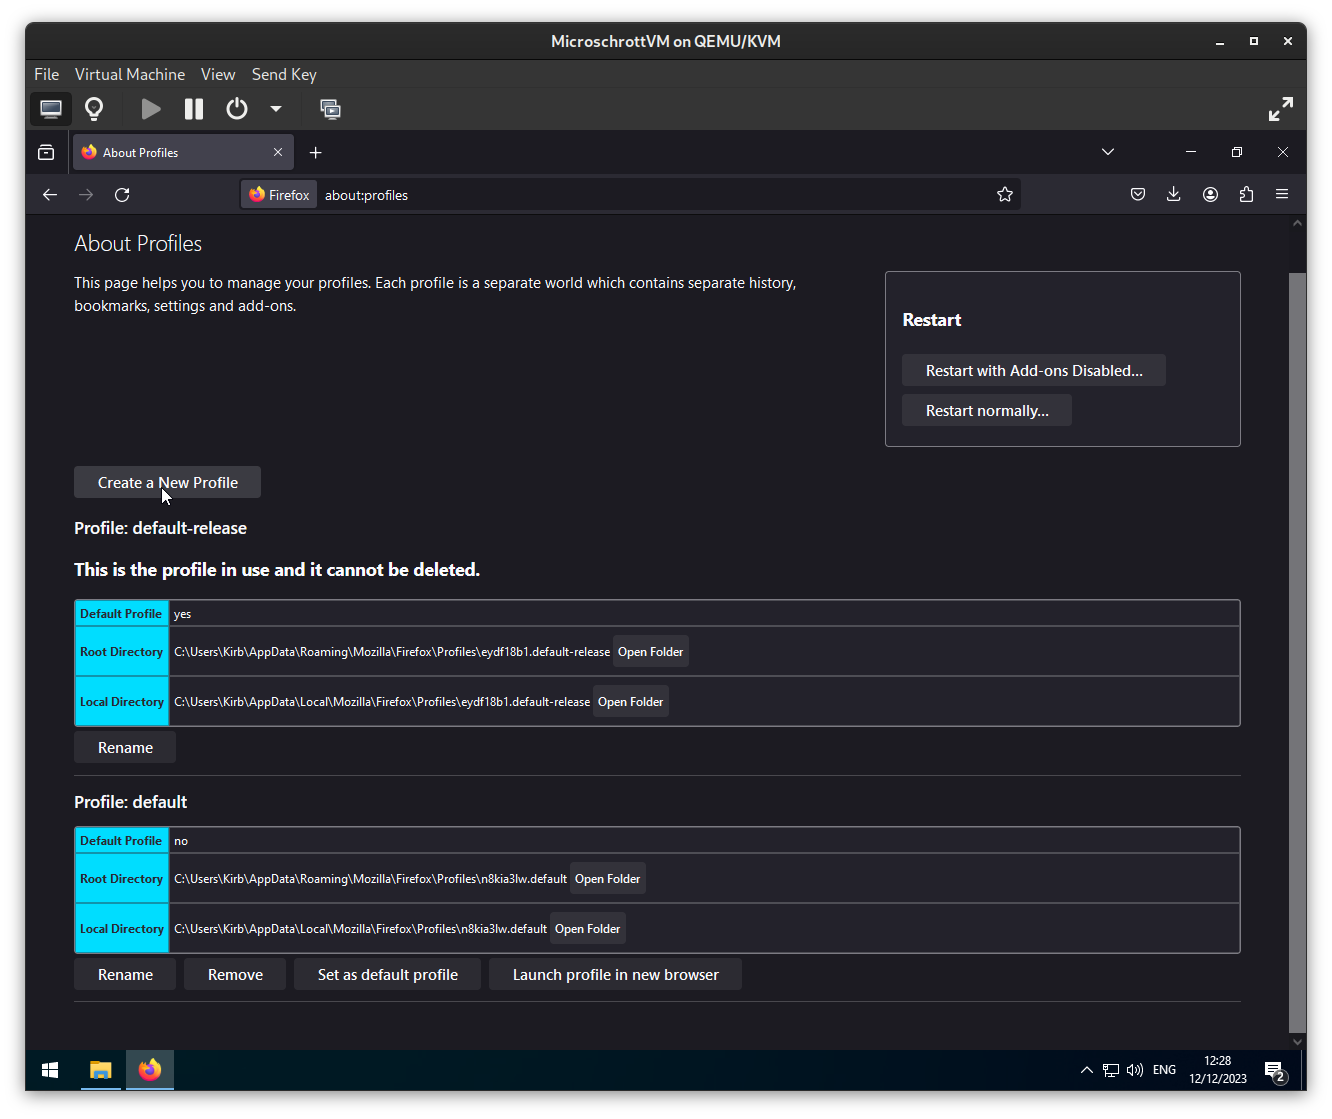 MicroschrottVM on QEMU/KVM
File Virtual Machine View Send Key
About Profiles
Firefox about:profiles
About Profiles
This page helps you to manage your profiles. Each profile is a separate world which contains separate history,
bookmarks, settings and add-ons.
Restart
Restart with Add-ons Disabled...
Restart normally...
Create a New Profile
Profile: default-release
This is the profile in use and it cannot be deleted.
Default Profile yes
Root Directory C:\Users\Kirb\AppData\Roaming\Mozilla\Firefox\Profiles\eydf18b1.default-release Open Folder
Local Directory C:\Users\Kirb\AppData\Local\Mozilla\Firefox\Profiles\eydf18b1.default-release Open Folder
Rename
Profile: default
Default Profile no
Root Directory C:\Users\Kirb\AppData\Roaming\Mozilla\Firefox\Profiles\n8kia3lw.default Open Folder
Local Directory C:\Users\Kirb\AppData\Local\Mozilla\Firefox\Profiles\n8kia3lw.default Open Folder
Rename Remove Set as default profile Launch profile in new browser
ENG
12:28
12/12/2023
2